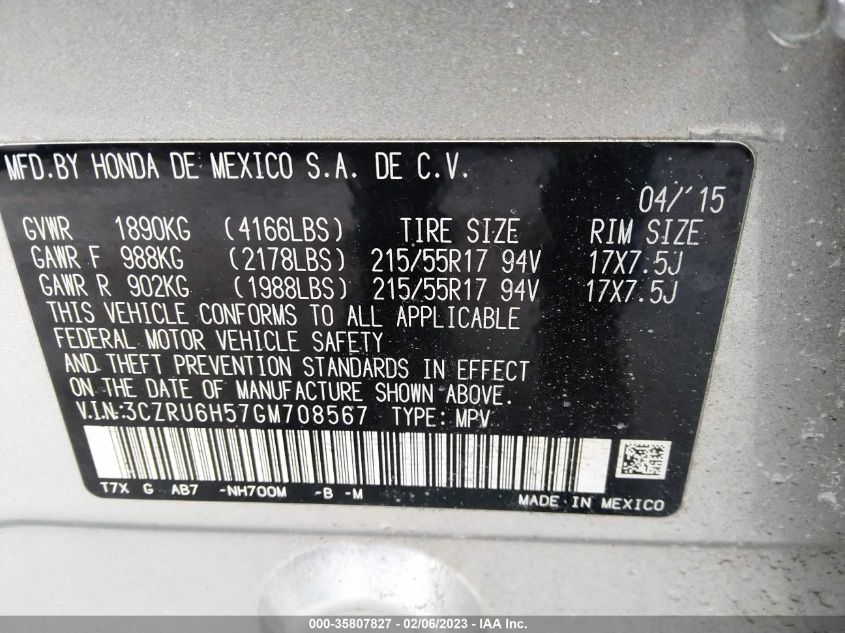 MFD.BY HONDA DE MEXICO S.A. DE C.V.
04/'15
GVWR 1890KG (4166LBS) TIRE SIZE RIM SIZE
GAWR F 988KG (2178LBS) 215/55R17 94V 17X7.5J
GAWR R 902KG (1988LBS) 215/55R17 94V 17X7.5J
THIS VEHICLE CONFORMS TO ALL APPLICABLE
FEDERAL MOTOR VEHICLE SAFETY
AND THEFT PREVENTION STANDARDS IN EFFECT
ON THE DATE OF MANUFACTURE SHOWN ABOVE.
V.I.N.:3CZRU6H57GM708567 TYPE: MPV
T7X G AB7 -NH700M -B -M
MADE IN MEXICO
000-35807827 - 02/06/2023 - © IAA Inc.